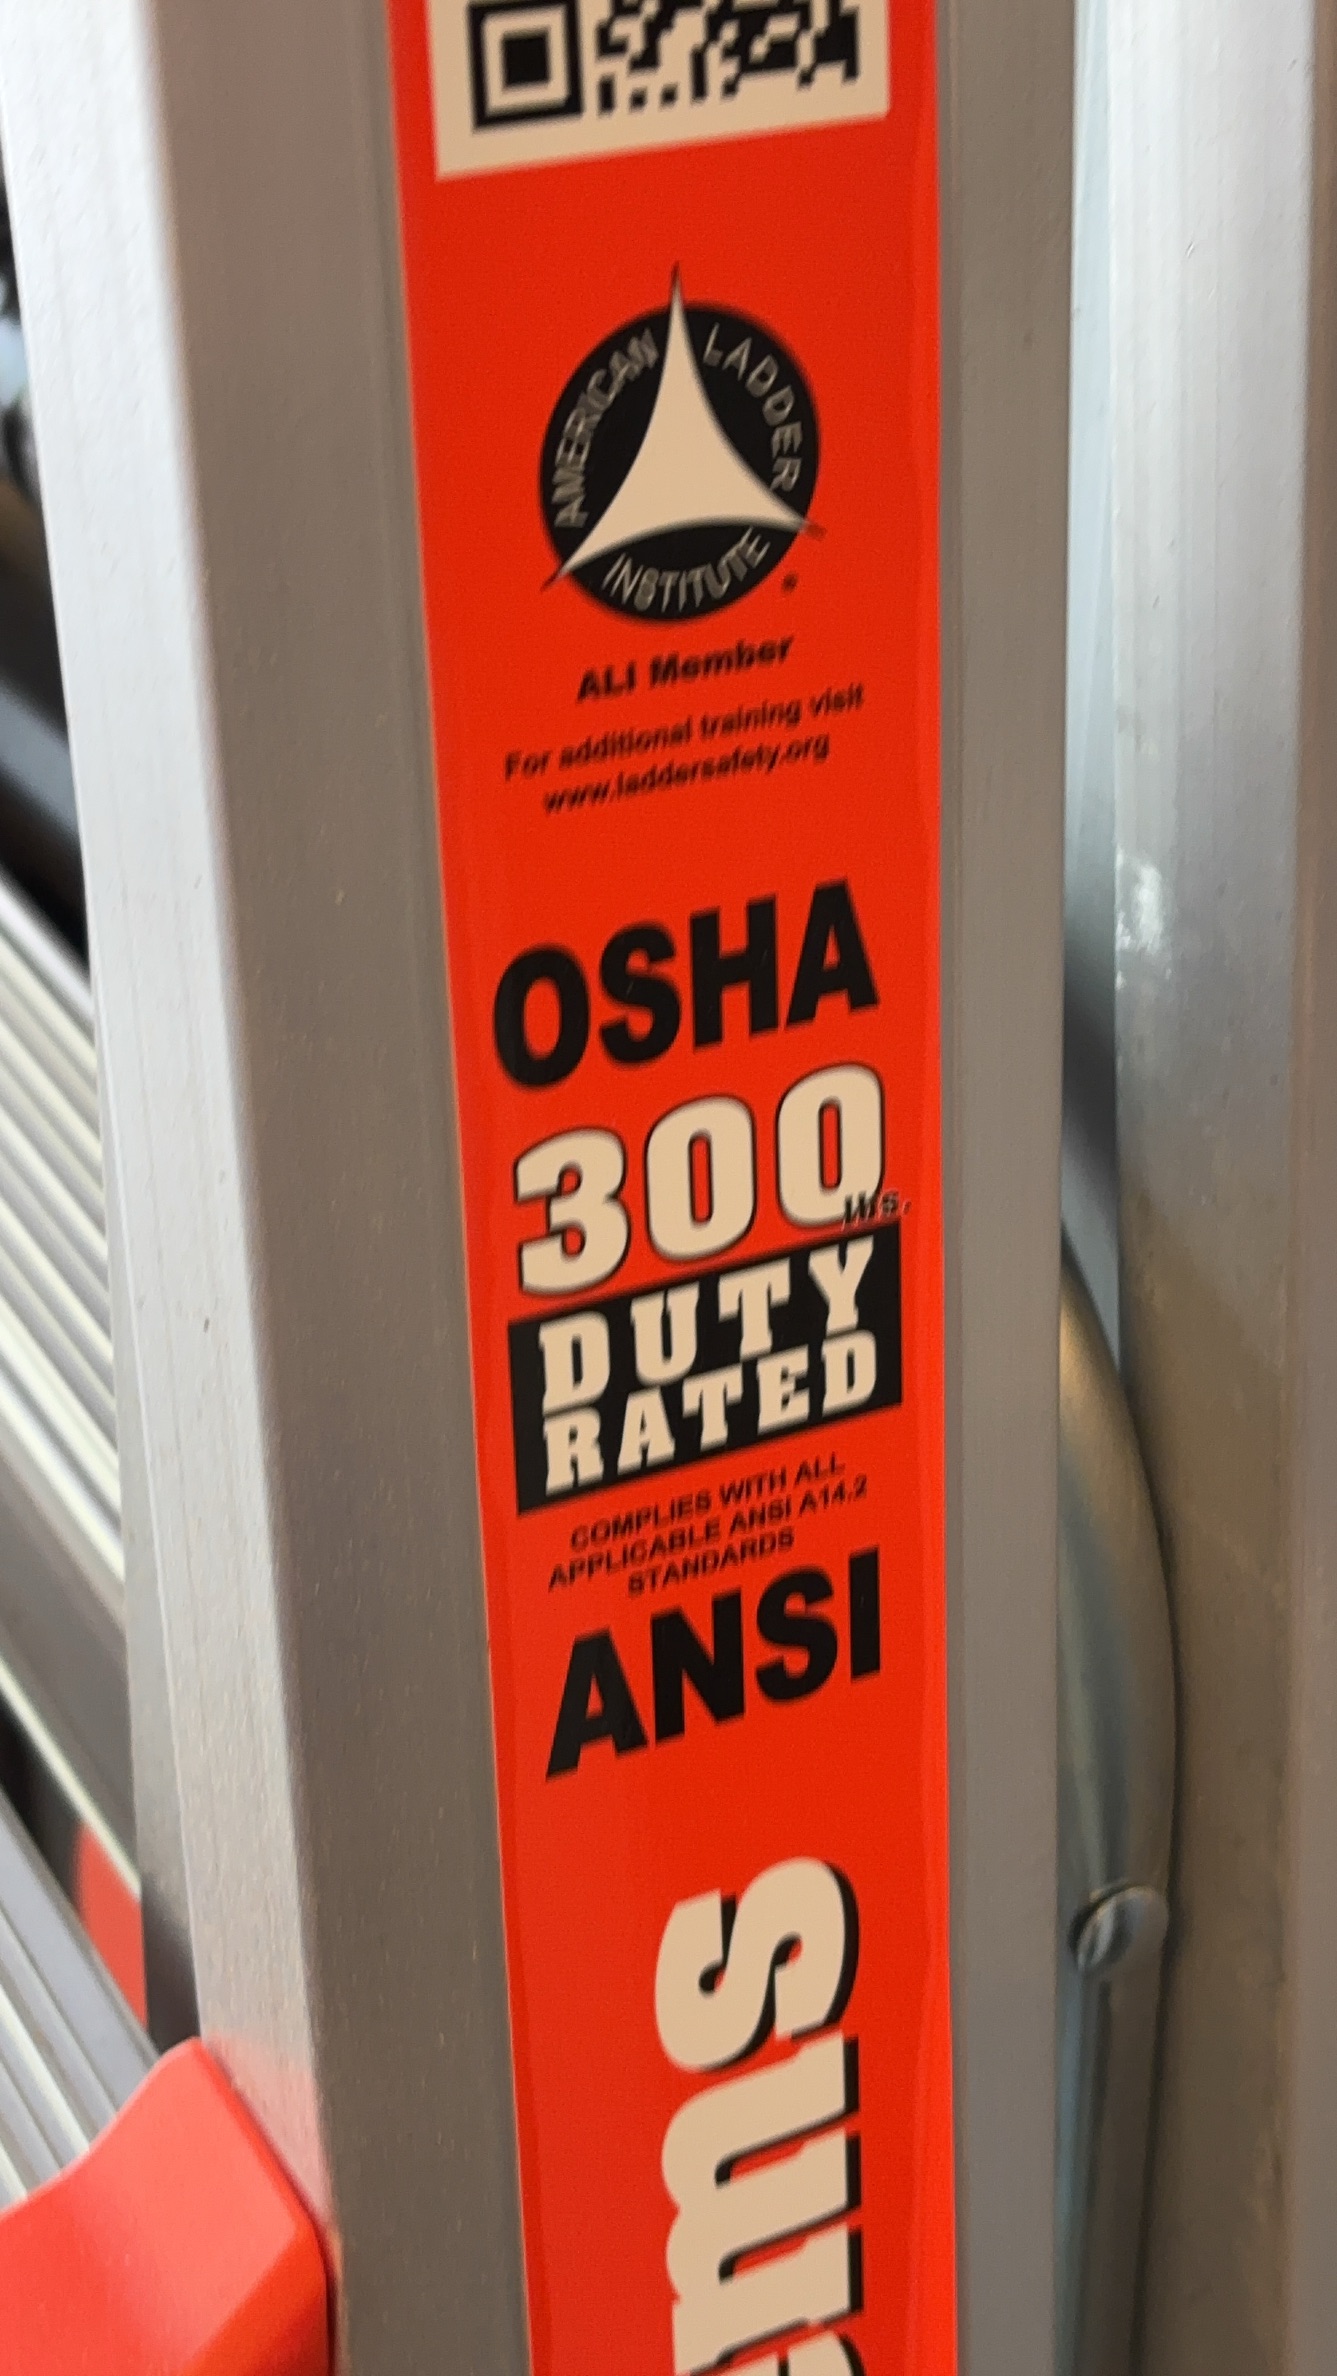 AMERICAN LADDER INSTITUTE
ALI Member
For additional training visit
www.laddersafety.org
OSHA
300
lbs.
DUTY
RATED
COMPLIES WITH ALL
APPLICABLE ANSI A14.2
STANDARDS
ANSI
ms